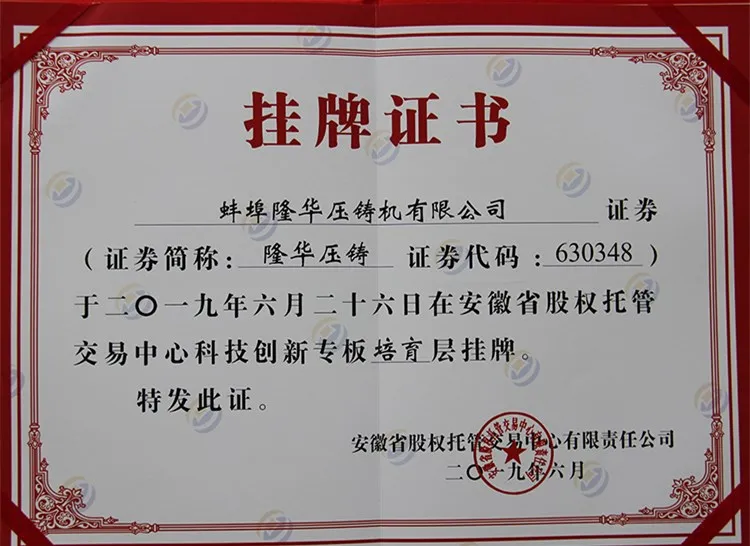 挂牌证书
蚌埠隆华压铸机有限公司 证券
（证券简称：隆华压铸 证券代码：630348）
于二〇一九年六月二十六日在安徽省股权托管
交易中心科技创新专板培育层挂牌。
特发此证。
安徽省股权托管交易中心有限责任公司
二〇一九年六月